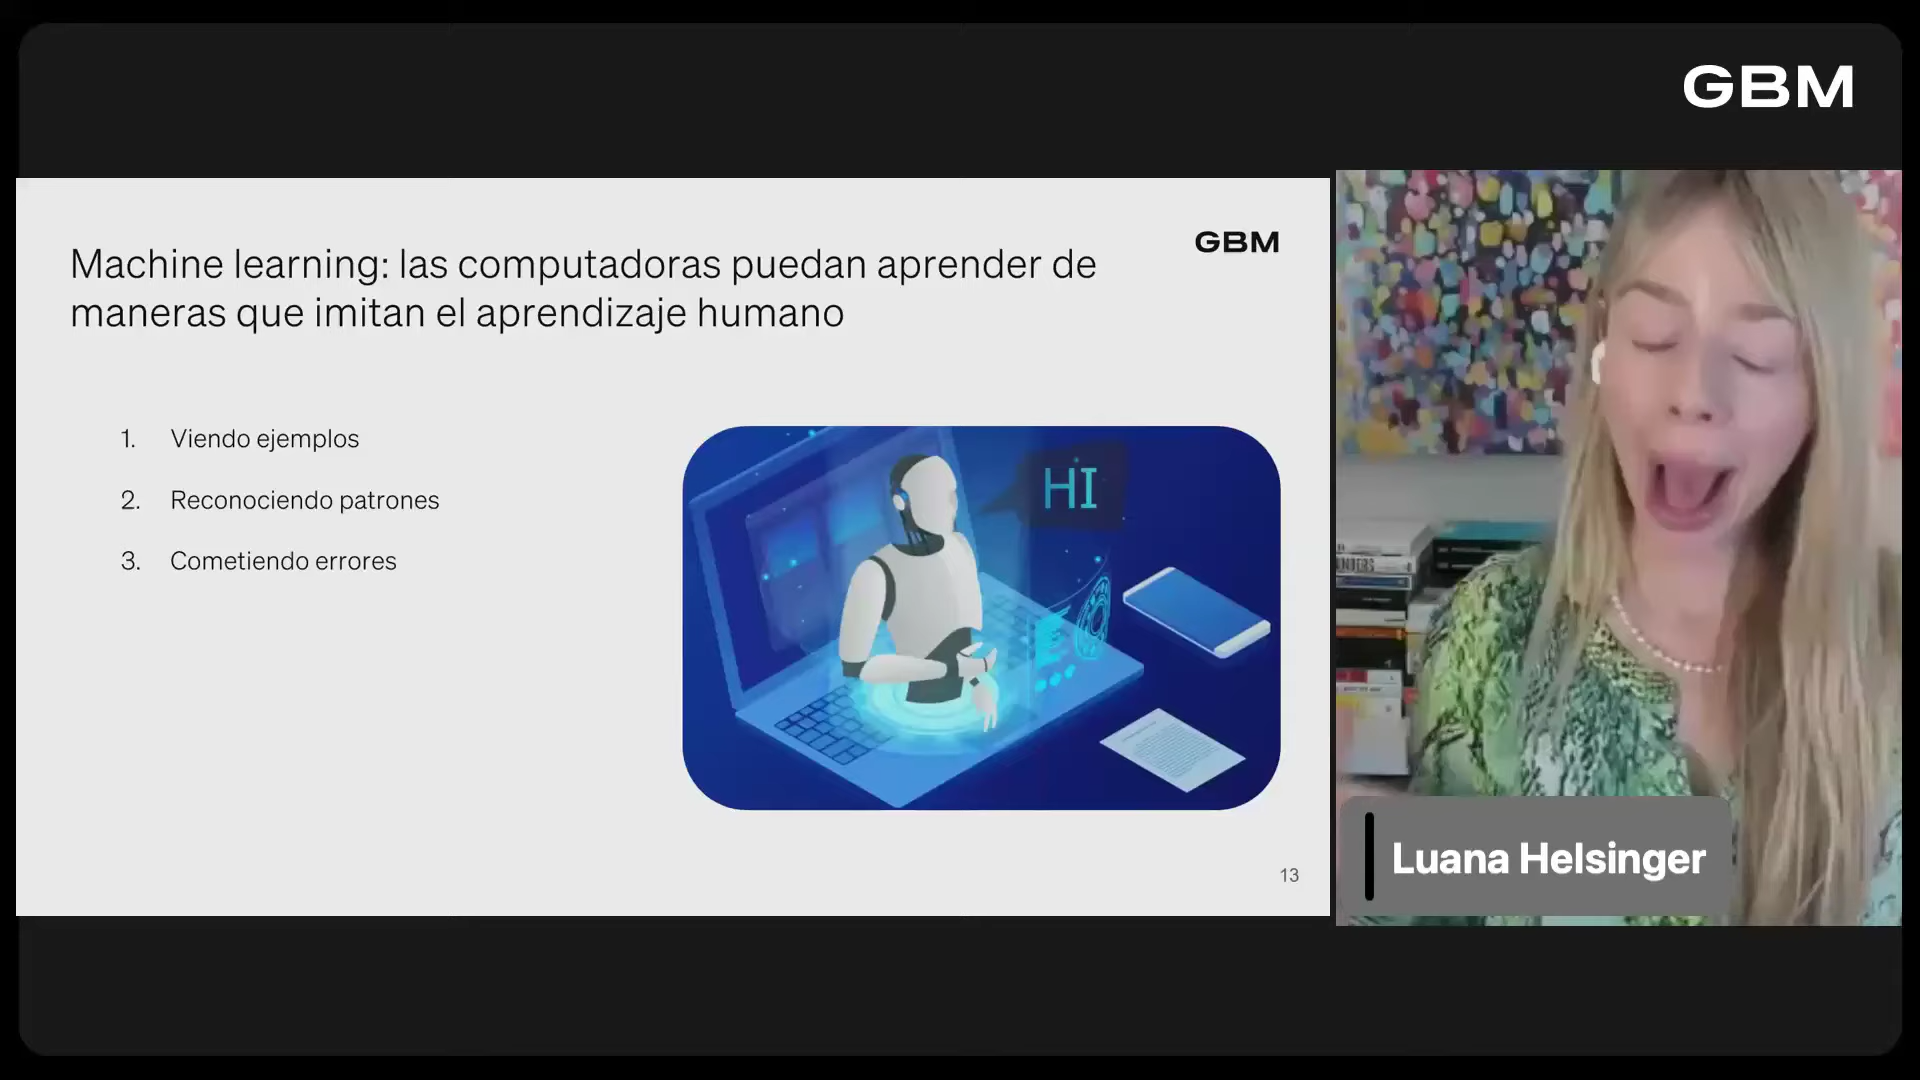 GBM
GBM
Machine learning: las computadoras puedan aprender de
maneras que imitan el aprendizaje humano
1. Viendo ejemplos
2. Reconociendo patrones
3. Cometiendo errores
HI
13
Luana Helsinger